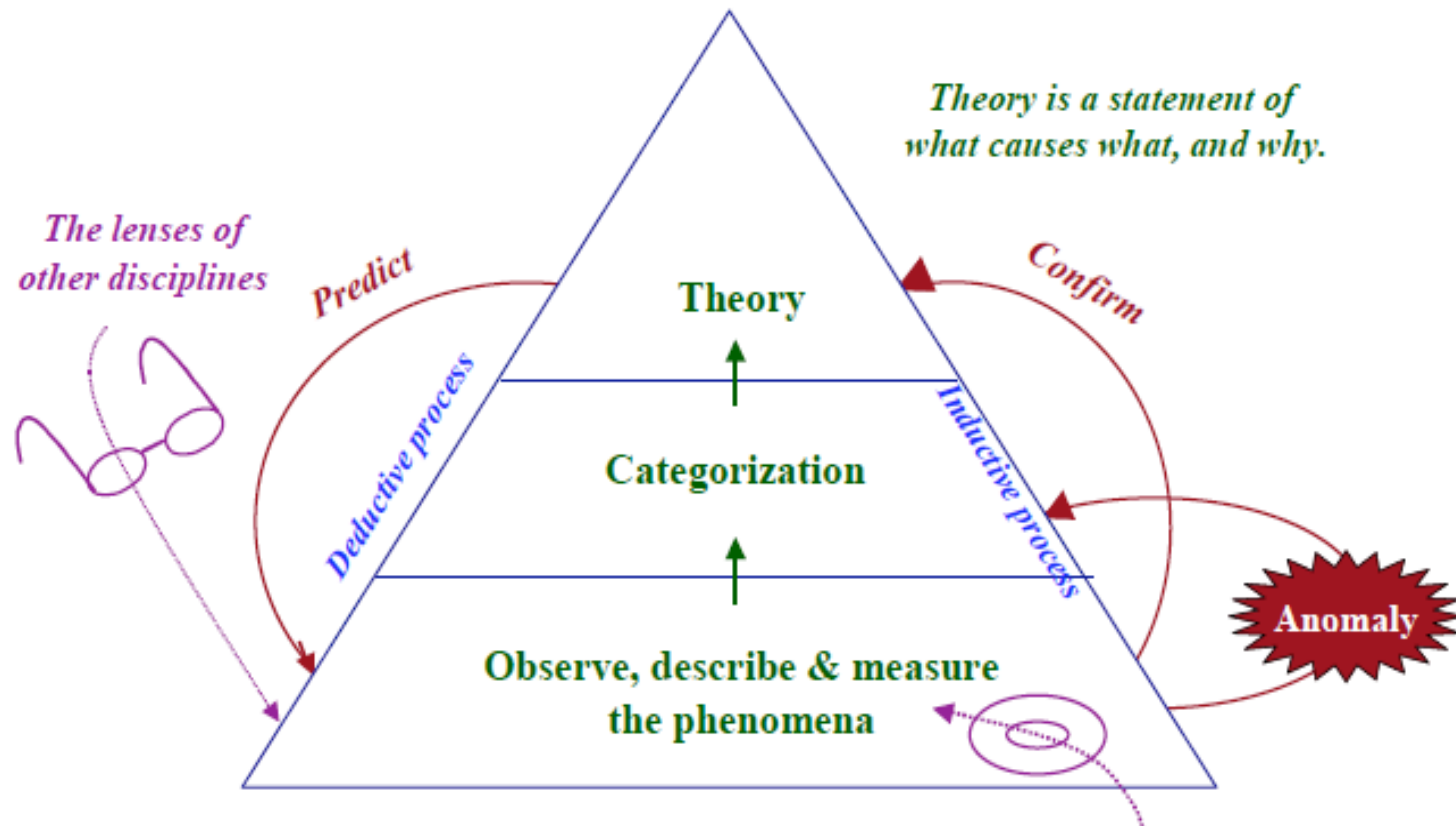 Theory is a statement of
what causes what, and why.
The lenses of
other disciplines
Predict
Confirm
Theory
Deductive process
Inductive process
Categorization
Anomaly
Observe, describe & measure
the phenomena